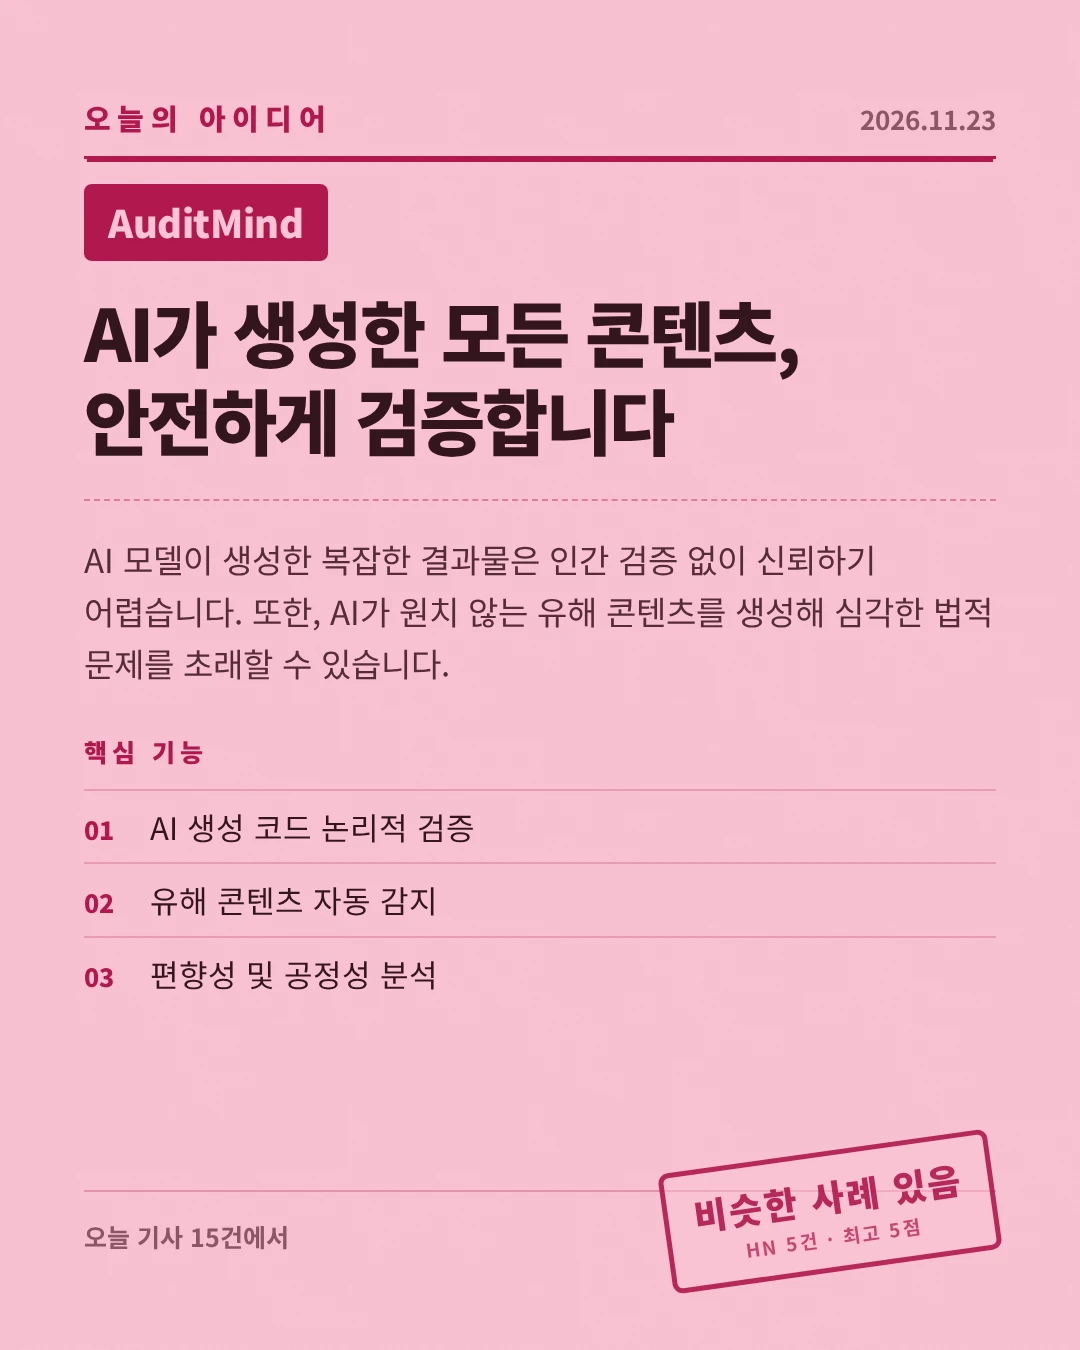 오늘의 아이디어
2026.11.23
AuditMind
AI가 생성한 모든 콘텐츠,
안전하게 검증합니다
AI 모델이 생성한 복잡한 결과물은 인간 검증 없이 신뢰하기
어렵습니다. 또한, AI가 원치 않는 유해 콘텐츠를 생성해 심각한 법적
문제를 초래할 수 있습니다.
핵심 기능
01 AI 생성 코드 논리적 검증
02 유해 콘텐츠 자동 감지
03 편향성 및 공정성 분석
오늘 기사 15건에서
비슷한 사례 있음
HN 5건 · 최고 5점